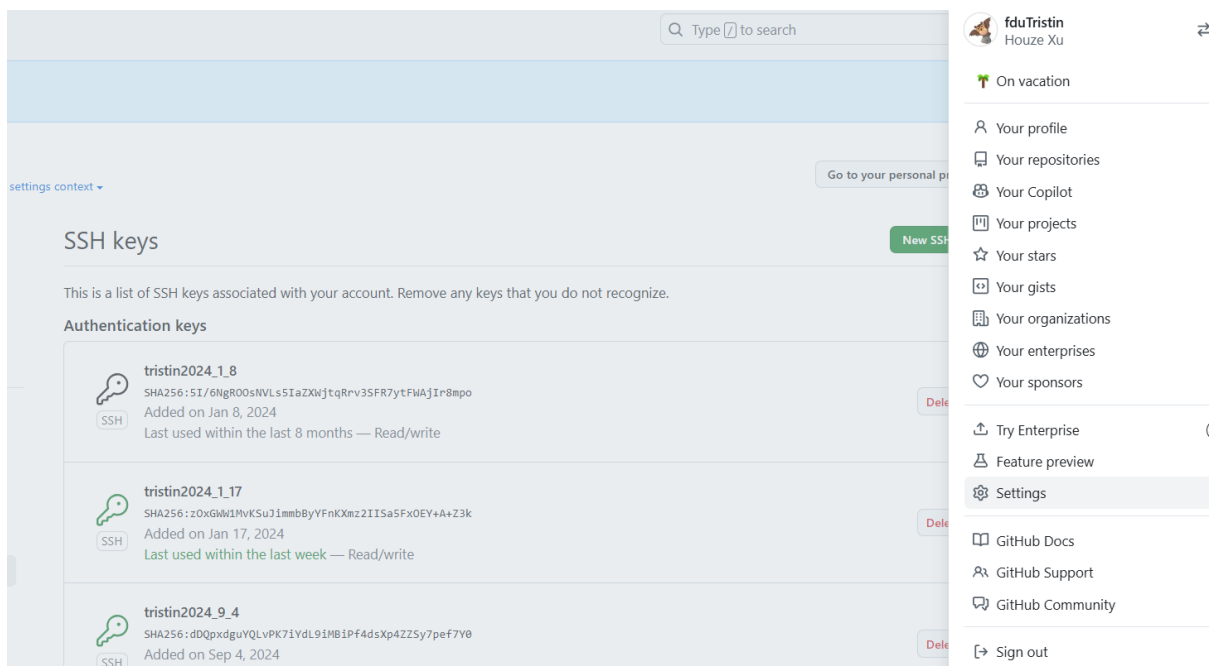 Type / to search
settings context
Go to your personal
SSH keys
New SSH
This is a list of SSH keys associated with your account. Remove any keys that you do not recognize.
Authentication keys
tristin2024_1_8
SHA256:5I/6NgROOsNVLs5IaZXWjtqRrv3SFR7ytFWAjIr8mpo
SSH
Added on Jan 8, 2024
Last used within the last 8 months — Read/write
Dele
tristin2024_1_17
SHA256:zOxGWW1MvKSuJimmbByYFnKXmz2IISa5FxOEY+A+Z3k
SSH
Added on Jan 17, 2024
Last used within the last week — Read/write
Dele
tristin2024_9_4
SHA256:dDQpxdguYQLvPK7iYdL9iMBiPf4dsXp4ZZSy7pef7Y0
SSH
Added on Sep 4, 2024
Dele
fduTristin
Houze Xu
On vacation
Your profile
Your repositories
Your Copilot
Your projects
Your stars
Your gists
Your organizations
Your enterprises
Your sponsors
Try Enterprise
Feature preview
Settings
GitHub Docs
GitHub Support
GitHub Community
Sign out